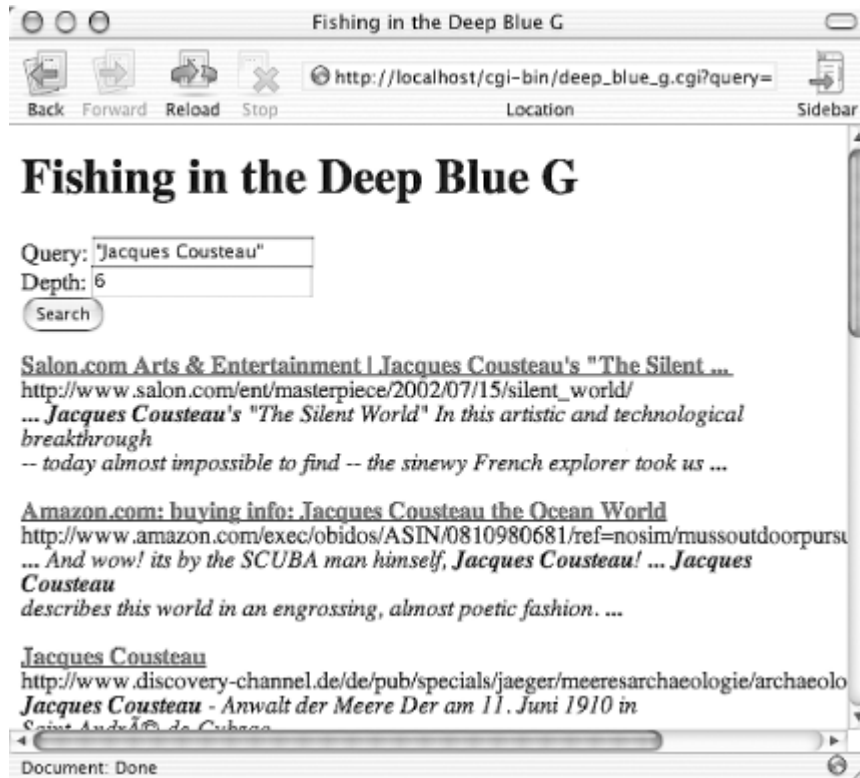 Fishing in the Deep Blue G
http://localhost/cgi-bin/deep_blue_g.cgi?query=
Back Forward Reload Stop Location Sidebar
Fishing in the Deep Blue G
Query: "Jacques Cousteau"
Depth: 6
Search
Salon.com Arts & Entertainment | Jacques Cousteau's "The Silent ...
http://www.salon.com/ent/masterpiece/2002/07/15/silent_world/
... Jacques Cousteau's "The Silent World" In this artistic and technological
breakthrough
-- today almost impossible to find -- the sinewy French explorer took us ...
Amazon.com: buying info: Jacques Cousteau the Ocean World
http://www.amazon.com/exec/obidos/ASIN/0810980681/ref=nosim/mussoutdoorpursu
... And wow! its by the SCUBA man himself, Jacques Cousteau! ... Jacques
Cousteau
describes this world in an engrossing, almost poetic fashion. ...
Jacques Cousteau
http://www.discovery-channel.de/de/pub/specials/jaeger/meeresarchaeologie/archaeolo
Jacques Cousteau - Anwalt der Meere Der am 11. Juni 1910 in
Saint AndrÃ© de Cubzac
Document: Done